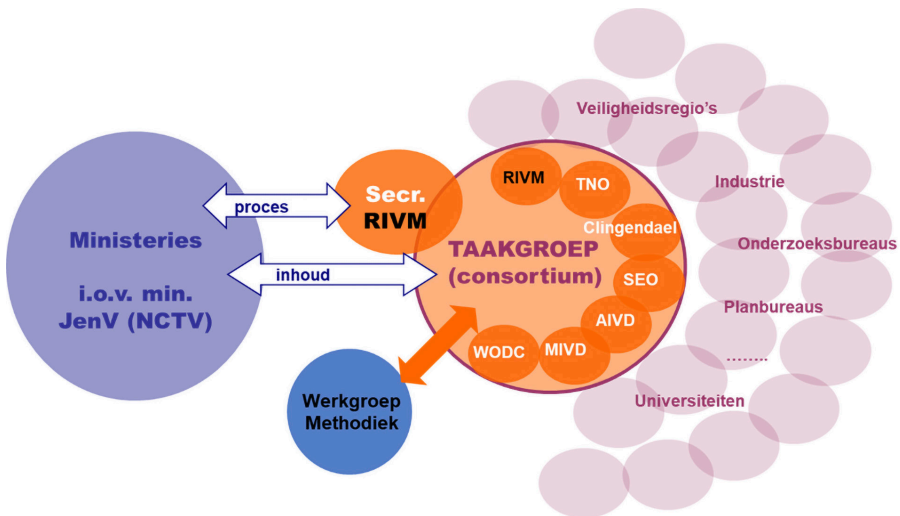 Ministeries
i.o.v. min.
JenV (NCTV)
proces
inhoud
Secr.
RIVM
Werkgroep
Methodiek
TAAKGROEP
(consortium)
RIVM
TNO
Clingendael
SEO
AIVD
MIVD
WODC
Veiligheidsregio's
Industrie
Onderzoeksbureaus
Planbureaus
........
Universiteiten